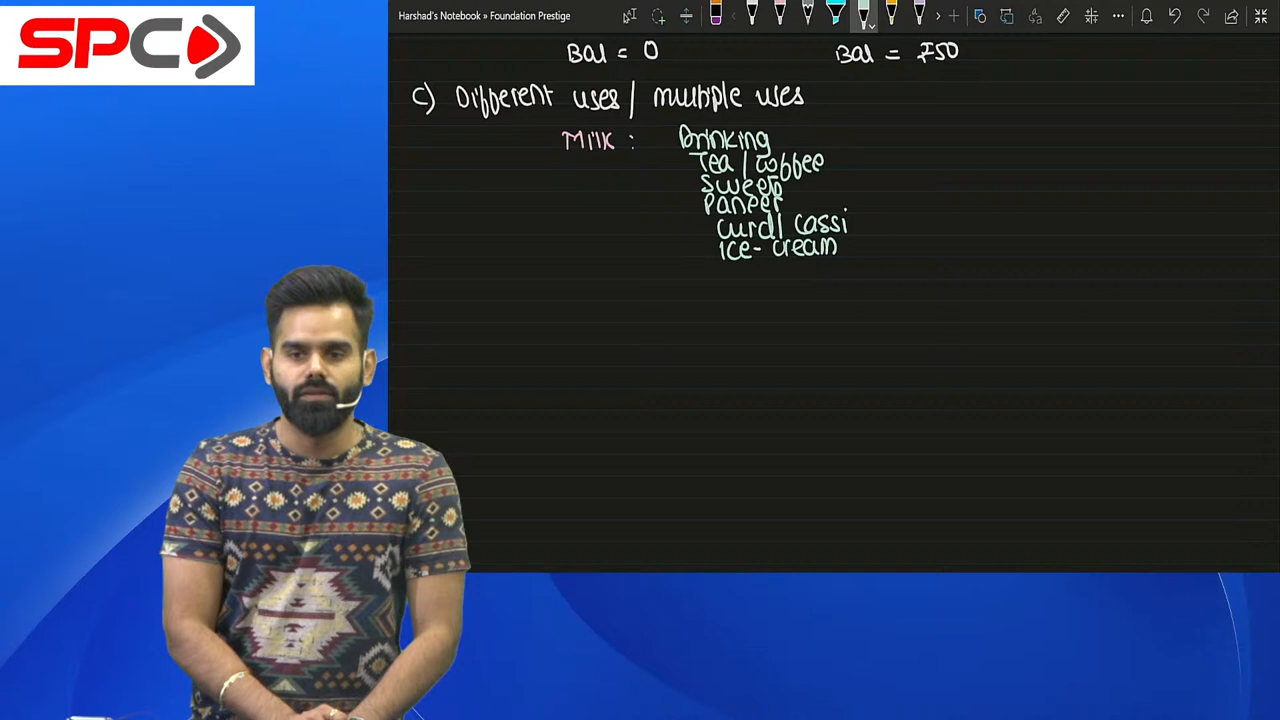 SPC
Harshad's Notebook » Foundation Prestige
Bal = 0 Bal = 750
C) Different uses / multiple uses
Milk : Drinking
Tea / Coffee
Sweets
Paneer
Curd / Lassi
Ice-cream